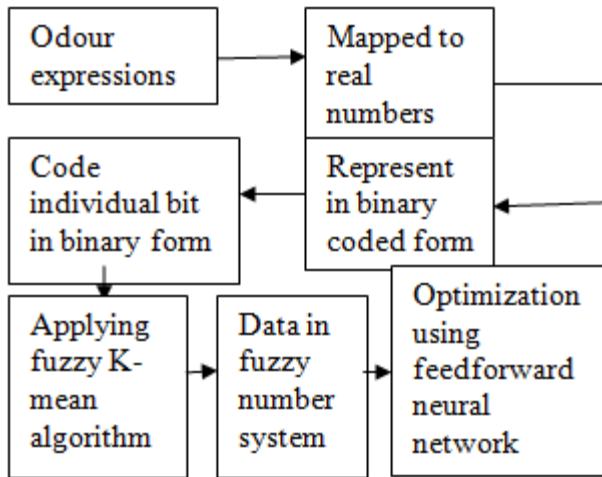 Odour
expressions
Mapped to
real
numbers
Represent
in binary
coded form
Code
individual bit
in binary form
Applying
fuzzy K-
mean
algorithm
Data in
fuzzy
number
system
Optimization
using
feedforward
neural
network